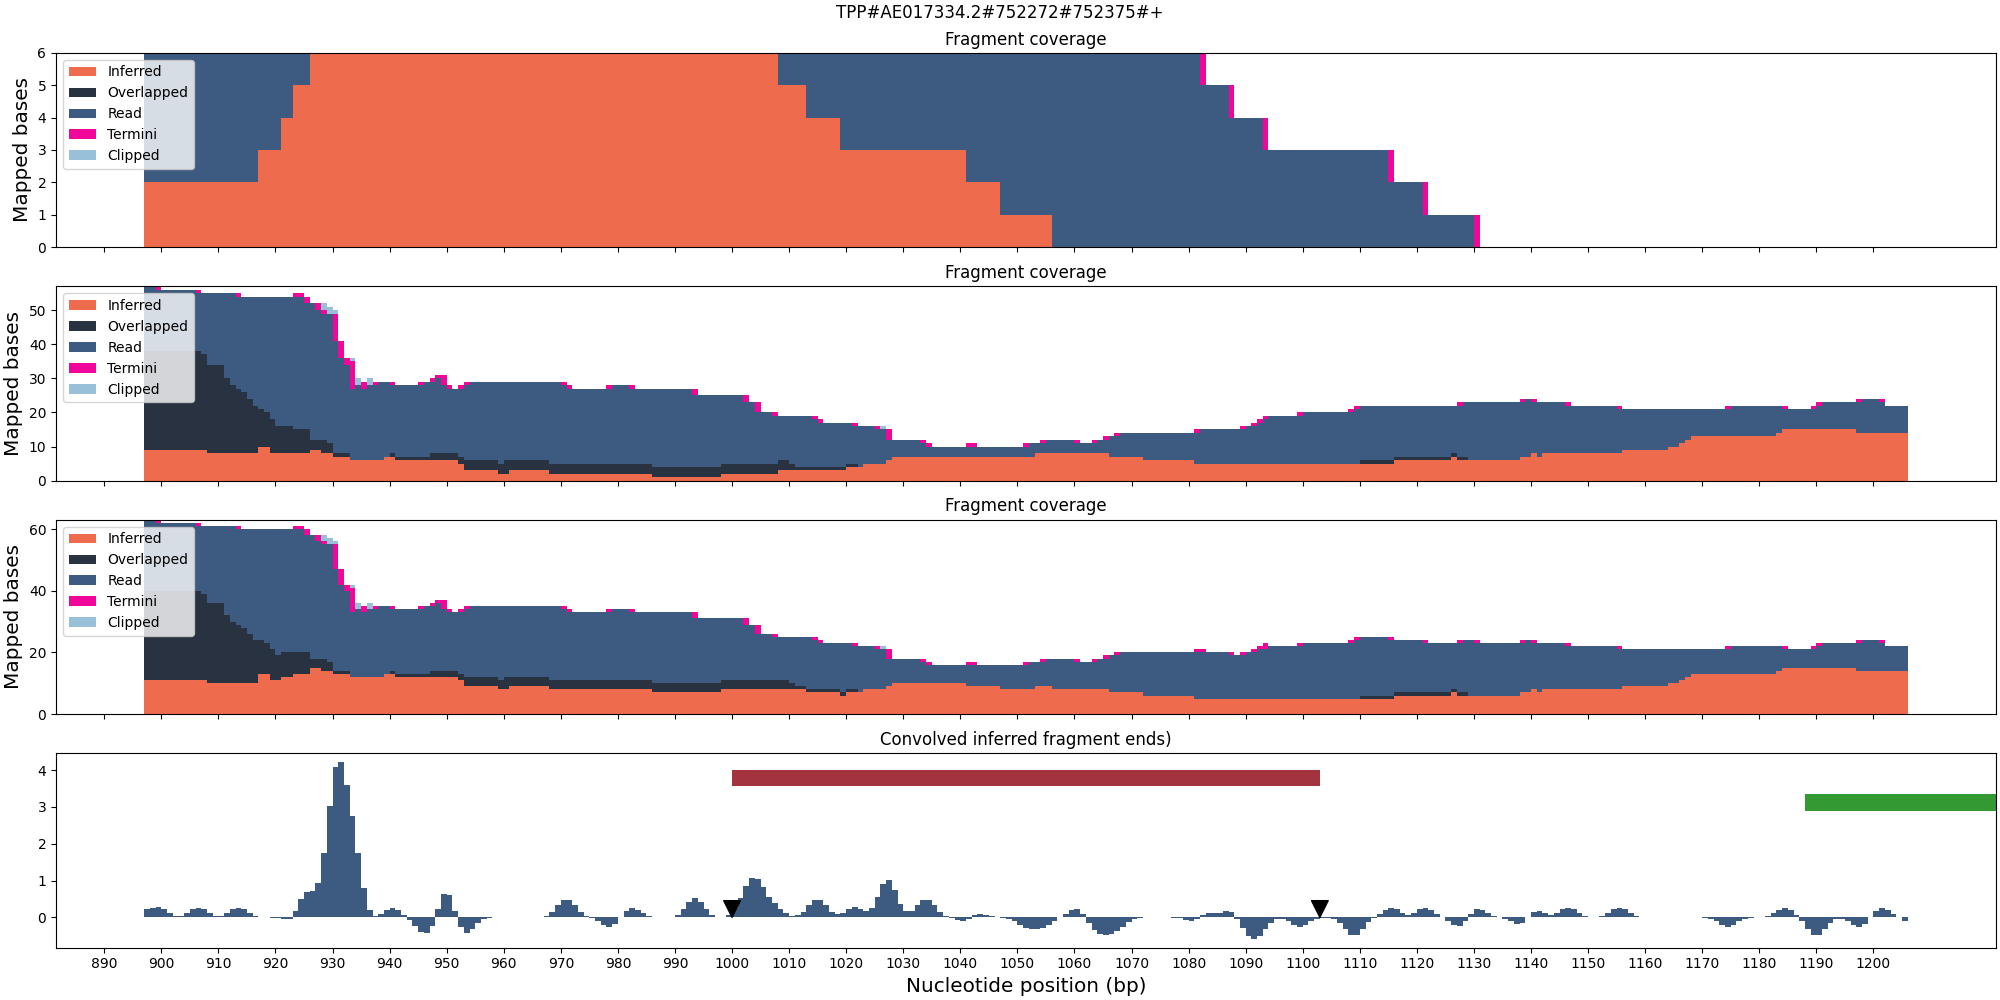 TPP#AE017334.2#752272#752375#+
Fragment coverage
Mapped bases
6
5
4
3
2
1
0
Inferred
Overlapped
Read
Termini
Clipped
Fragment coverage
Mapped bases
50
40
30
20
10
0
Inferred
Overlapped
Read
Termini
Clipped
Fragment coverage
Mapped bases
60
40
20
0
Inferred
Overlapped
Read
Termini
Clipped
Convolved inferred fragment ends)
4
3
2
1
0
890 900 910 920 930 940 950 960 970 980 990 1000 1010 1020 1030 1040 1050 1060 1070 1080 1090 1100 1110 1120 1130 1140 1150 1160 1170 1180 1190 1200
Nucleotide position (bp)